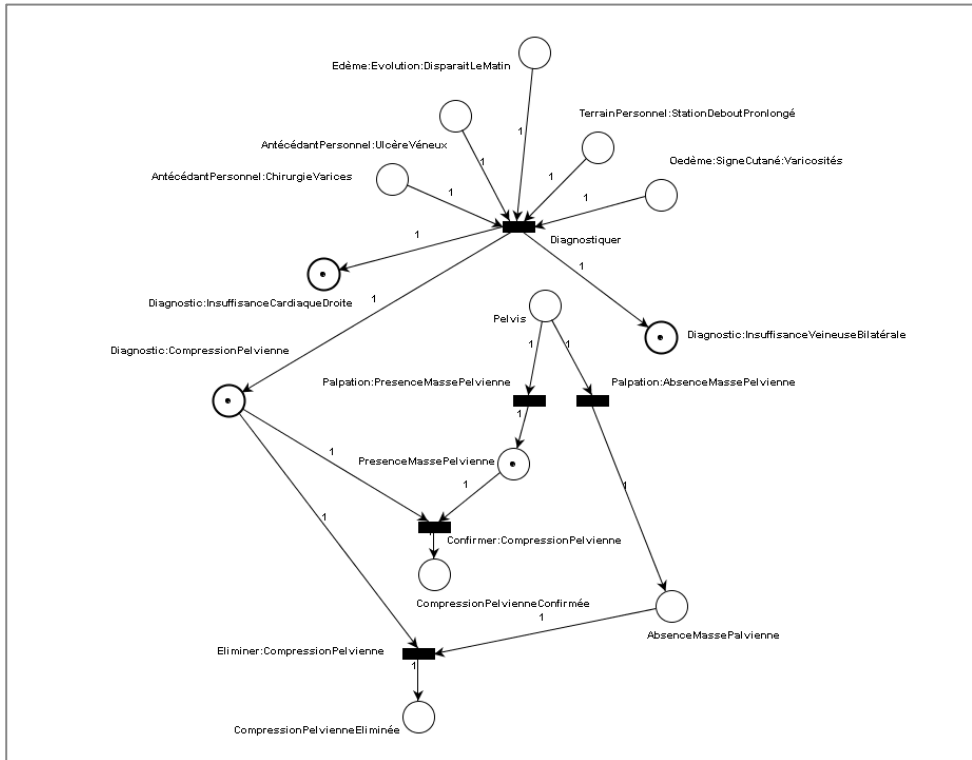 Edème:Evolution:DisparaitLeMatin
1
TerrainPersonnel:StationDeboutPronlongé
AntécédantPersonnel:UlcèreVéneux
1
Oedème:SigneCutané:Varicosités
AntécédantPersonnel:ChirurgieVarices
1
1
1
Diagnostiquer
1
1
Diagnostic:InsuffisanceCardiaqueDroite
1
Pelvis
Diagnostic:InsuffisanceVeineuseBilatérale
Diagnostic:CompressionPelvienne
1
1
Palpation:PresenceMassePelvienne
Palpation:AbsenceMassePelvienne
1
1
PresenceMassePelvienne
1
1
1
Confirmer:CompressionPelvienne
1
CompressionPelvienneConfirmée
1
AbsenceMassePalvienne
Eliminer:CompressionPelvienne
1
CompressionPelvienneEliminée